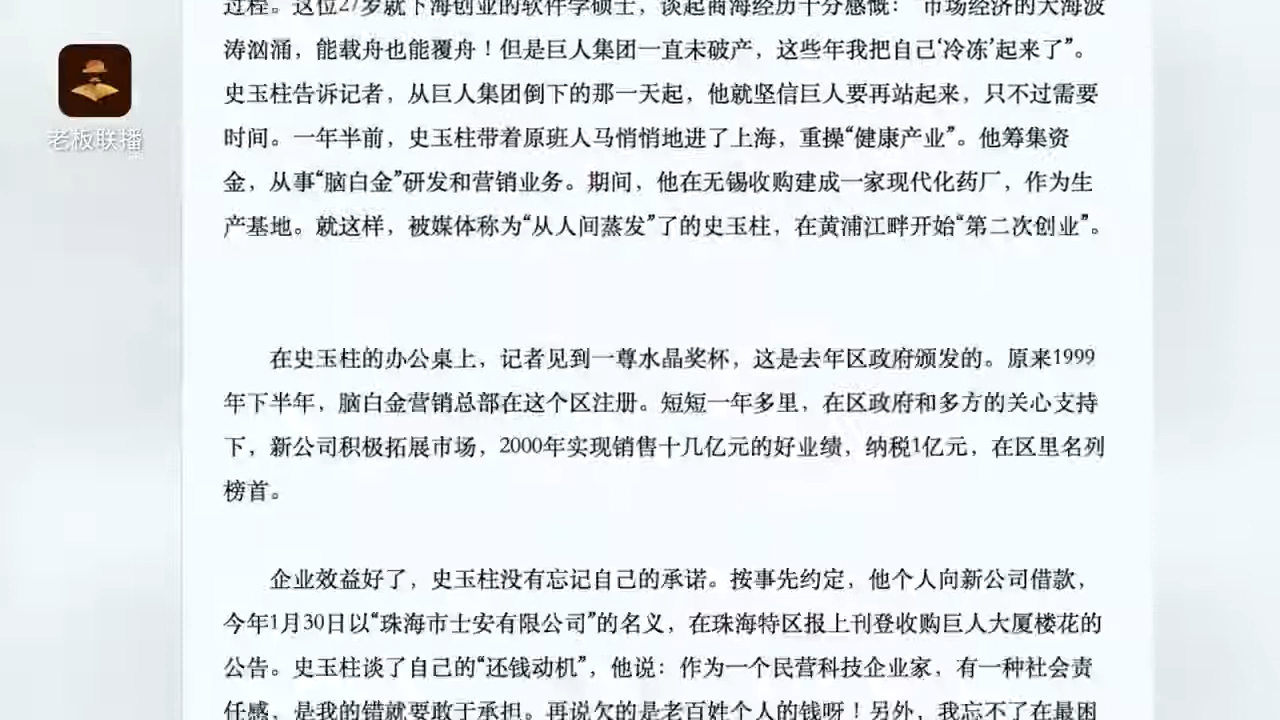 过程。这位27岁就下海创业的软件学硕士，谈起商海经历十分感慨：“市场经济的大海波
涛汹涌，能载舟也能覆舟！但是巨人集团一直未破产，这些年我把自己‘冷冻’起来了”。
史玉柱告诉记者，从巨人集团倒下的那一天起，他就坚信巨人要再站起来，只不过需要
时间。一年半前，史玉柱带着原班人马悄悄地进了上海，重操“健康产业”。他筹集资
金，从事“脑白金”研发和营销业务。期间，他在无锡收购建成一家现代化药厂，作为生
产基地。就这样，被媒体称为“从人间蒸发”了的史玉柱，在黄浦江畔开始“第二次创业”。
在史玉柱的办公桌上，记者见到一尊水晶奖杯，这是去年区政府颁发的。原来1999
年下半年，脑白金营销总部在这个区注册。短短一年多里，在区政府和多方的关心支持
下，新公司积极拓展市场，2000年实现销售十几亿元的好业绩，纳税1亿元，在区里名列
榜首。
企业效益好了，史玉柱没有忘记自己的承诺。按事先约定，他个人向新公司借款，
今年1月30日以“珠海市士安有限公司”的名义，在珠海特区报上刊登收购巨人大厦楼花的
公告。史玉柱谈了自己的“还钱动机”，他说：作为一个民营科技企业家，有一种社会责
任感，是我的错就要敢于承担。再说欠的是老百姓个人的钱呀！另外，我忘不了在最困
老板联播